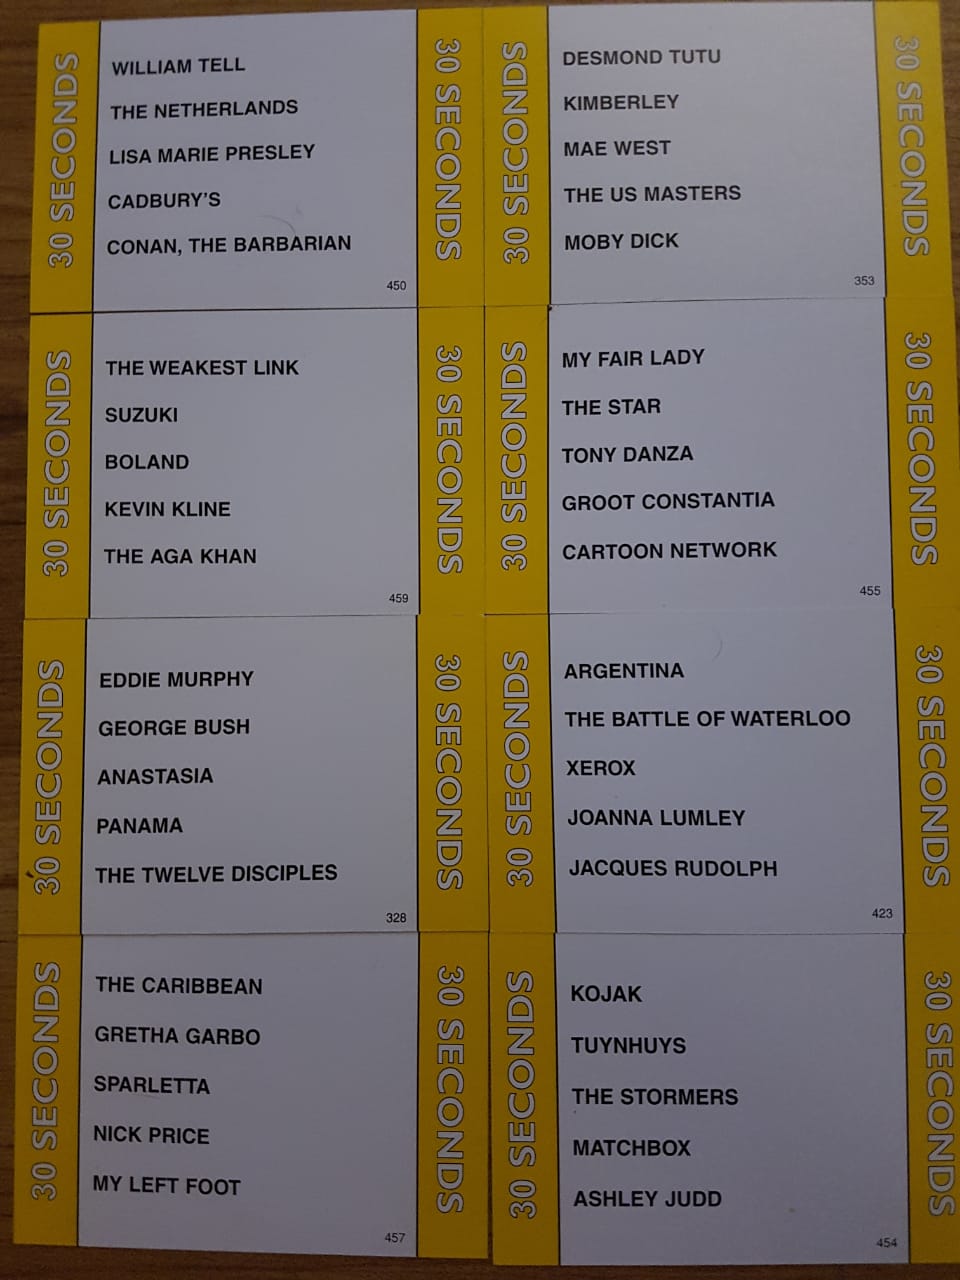 30 SECONDS
WILLIAM TELL
THE NETHERLANDS
LISA MARIE PRESLEY
CADBURY'S
CONAN, THE BARBARIAN
450
30 SECONDS
30 SECONDS
DESMOND TUTU
KIMBERLEY
MAE WEST
THE US MASTERS
MOBY DICK
353
30 SECONDS
30 SECONDS
THE WEAKEST LINK
SUZUKI
BOLAND
KEVIN KLINE
THE AGA KHAN
459
30 SECONDS
30 SECONDS
MY FAIR LADY
THE STAR
TONY DANZA
GROOT CONSTANTIA
CARTOON NETWORK
455
30 SECONDS
30 SECONDS
EDDIE MURPHY
GEORGE BUSH
ANASTASIA
PANAMA
THE TWELVE DISCIPLES
328
30 SECONDS
30 SECONDS
ARGENTINA
THE BATTLE OF WATERLOO
XEROX
JOANNA LUMLEY
JACQUES RUDOLPH
423
30 SECONDS
30 SECONDS
THE CARIBBEAN
GRETHA GARBO
SPARLETTA
NICK PRICE
MY LEFT FOOT
457
30 SECONDS
30 SECONDS
KOJAK
TUYNHUYS
THE STORMERS
MATCHBOX
ASHLEY JUDD
454
30 SECONDS